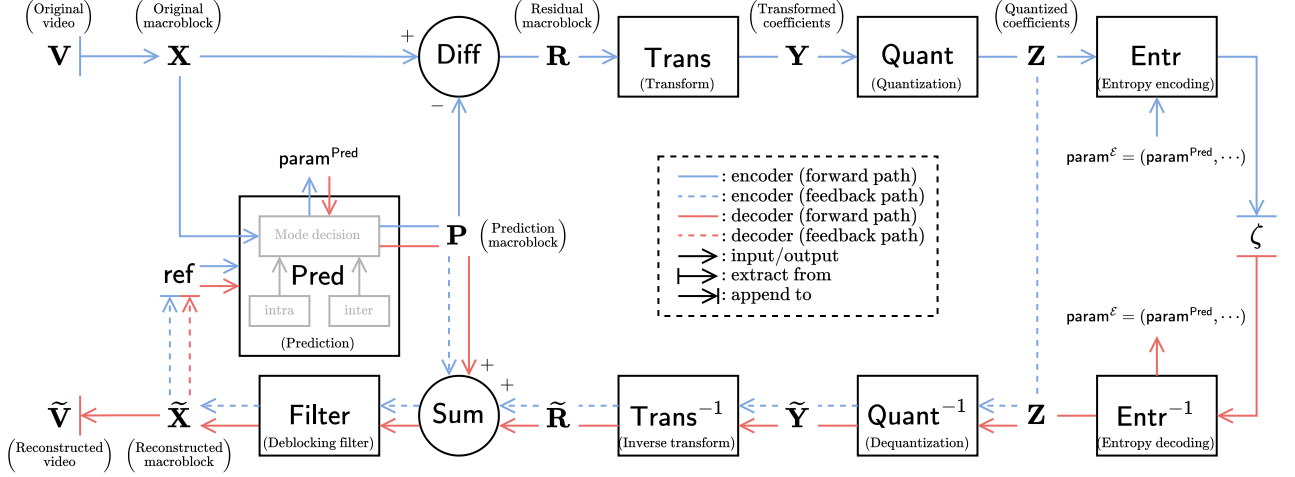 (Original video) (Original macroblock) (Residual macroblock) (Transformed coefficients) (Quantized coefficients)
V X + Diff R Trans (Transform) Y Quant (Quantization) Z Entr (Entropy encoding)
−
param^Pred
param^ℰ = (param^Pred, ···)
: encoder (forward path)
: encoder (feedback path)
: decoder (forward path)
: decoder (feedback path)
: input/output
: extract from
: append to
Mode decision
P (Prediction macroblock)
ζ
ref
Pred
intra
inter
(Prediction)
param^ℰ = (param^Pred, ···)
+
+
Ṽ X̃ Filter (Deblocking filter) Sum R̃ Trans⁻¹ (Inverse transform) Ỹ Quant⁻¹ (Dequantization) Z Entr⁻¹ (Entropy decoding)
(Reconstructed video) (Reconstructed macroblock)